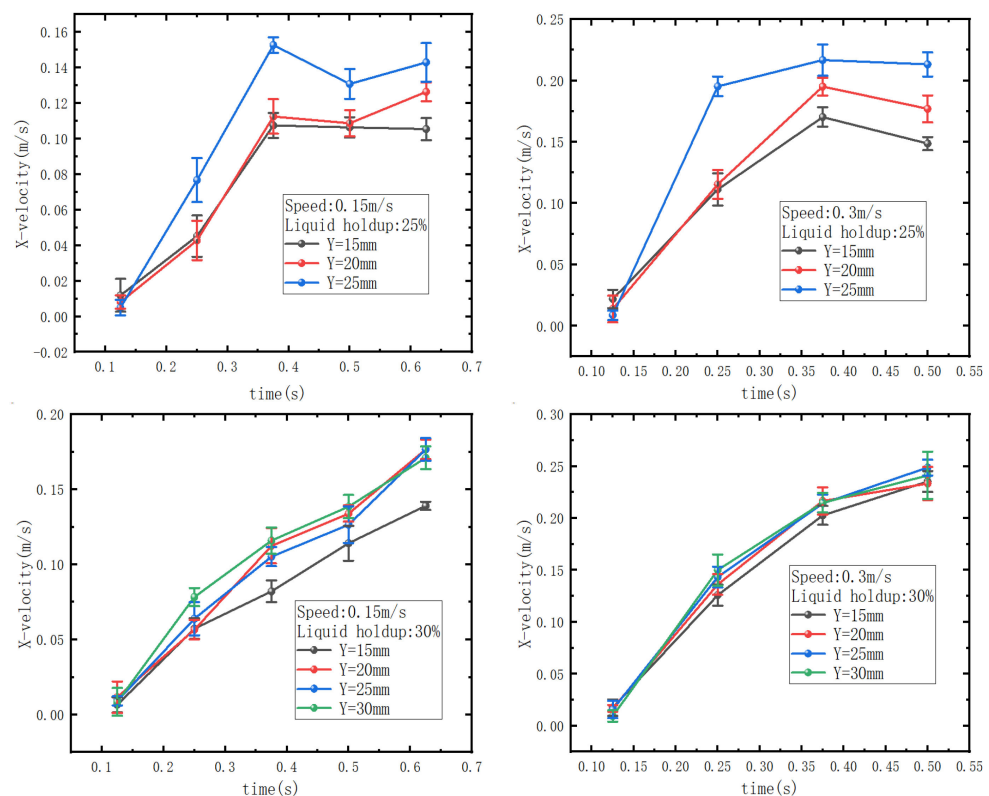 0.16
0.14
0.12
0.10
0.08
0.06
0.04
0.02
0.00
-0.02
X-velocity(m/s)
Speed:0.15m/s
Liquid holdup:25%
Y=15mm
Y=20mm
Y=25mm
0.1 0.2 0.3 0.4 0.5 0.6 0.7
time(s)
0.25
0.20
0.15
0.10
0.05
0.00
X-velocity(m/s)
Speed:0.3m/s
Liquid holdup:25%
Y=15mm
Y=20mm
Y=25mm
0.10 0.15 0.20 0.25 0.30 0.35 0.40 0.45 0.50 0.55
time(s)
0.20
0.15
0.10
0.05
0.00
X-velocity(m/s)
Speed:0.15m/s
Liquid holdup:30%
Y=15mm
Y=20mm
Y=25mm
Y=30mm
0.1 0.2 0.3 0.4 0.5 0.6 0.7
time(s)
0.30
0.25
0.20
0.15
0.10
0.05
0.00
X-velocity(m/s)
Speed:0.3m/s
Liquid holdup:30%
Y=15mm
Y=20mm
Y=25mm
Y=30mm
0.10 0.15 0.20 0.25 0.30 0.35 0.40 0.45 0.50 0.55
time(s)